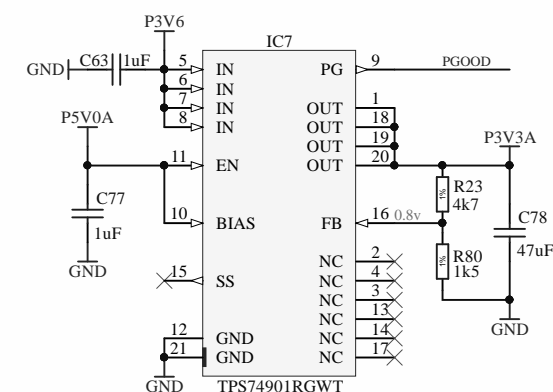 P3V6
IC7
GND C63 1uF 5 IN PG 9 PGOOD
6 IN
7 IN OUT 1
8 IN OUT 18
P5V0A OUT 19 P3V3A
11 EN OUT 20
C77 R23
1% 4k7
1uF 10 BIAS FB 16 0.8v C78
GND 1% R80 47uF
15 SS NC 2 1k5
NC 4
NC 3
12 GND NC 13 GND
21 GND NC 14
NC 17
GND TPS74901RGWT